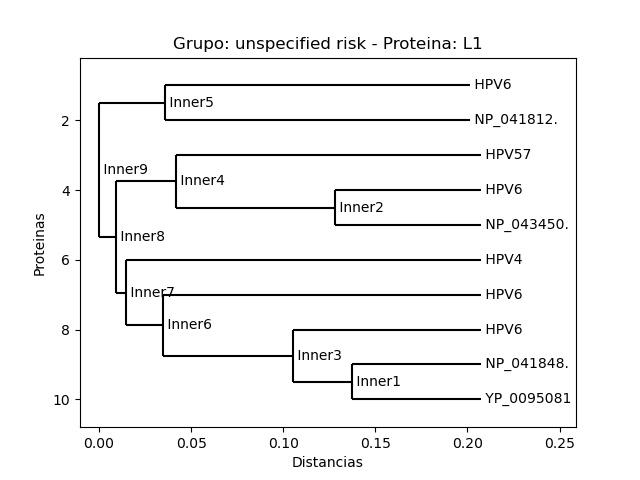 Grupo: unspecified risk - Proteina: L1
HPV6
Inner5
NP_041812.
2
HPV57
Inner9
Inner4
HPV6
4
Inner2
NP_043450.
Inner8
Proteinas
HPV4
6
Inner7
HPV6
Inner6
HPV6
8
Inner3
NP_041848.
Inner1
YP_0095081
10
0.00 0.05 0.10 0.15 0.20 0.25
Distancias